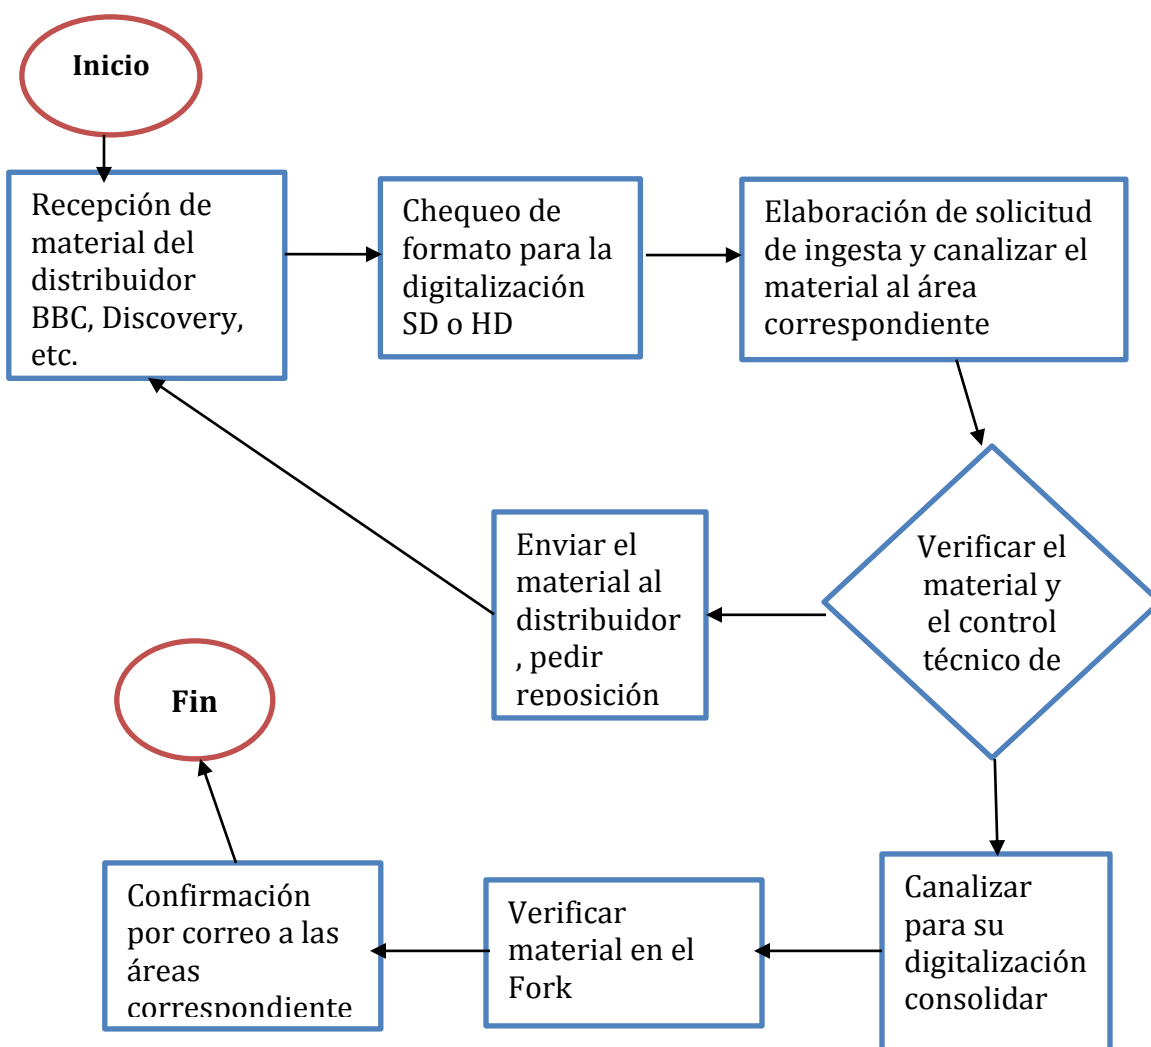 Inicio
Recepción de
material del
distribuidor
BBC, Discovery,
etc.
Chequeo de
formato para la
digitalización
SD o HD
Elaboración de solicitud
de ingesta y canalizar el
material al área
correspondiente
Verificar el
material y
el control
técnico de
Enviar el
material al
distribuidor
, pedir
reposición
Fin
Canalizar
para su
digitalización
consolidar
Verificar
material en el
Fork
Confirmación
por correo a las
áreas
correspondiente